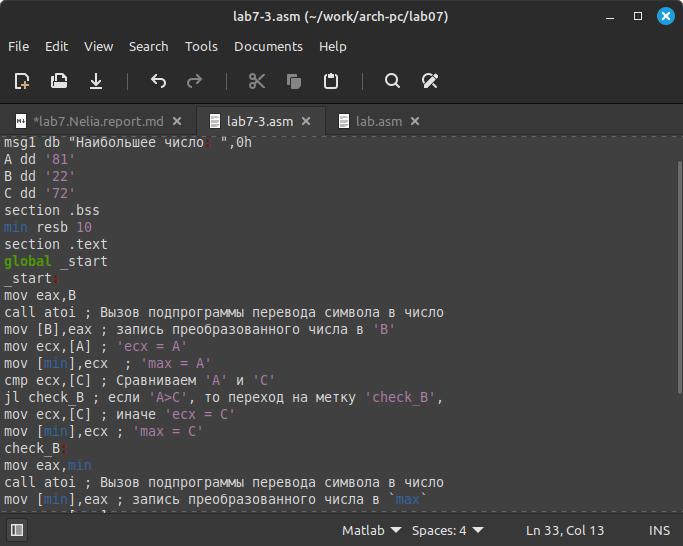 lab7-3.asm (~/work/arch-pc/lab07)
File Edit View Search Tools Documents Help
*lab7.Nelia.report.md lab7-3.asm lab.asm
msg1 db "Наибольшее число: ",0h
A dd '81'
B dd '22'
C dd '72'
section .bss
min resb 10
section .text
global _start
_start:
mov eax,B
call atoi ; Вызов подпрограммы перевода символа в число
mov [B],eax ; запись преобразованного числа в 'B'
mov ecx,[A] ; 'ecx = A'
mov [min],ecx  ; 'max = A'
cmp ecx,[C] ; Сравниваем 'A' и 'C'
jl check_B ; если 'A>C', то переход на метку 'check_B',
mov ecx,[C] ; иначе 'ecx = C'
mov [min],ecx ; 'max = C'
check_B:
mov eax,min
call atoi ; Вызов подпрограммы перевода символа в число
mov [min],eax ; запись преобразованного числа в `max`
Matlab Spaces: 4 Ln 33, Col 13 INS